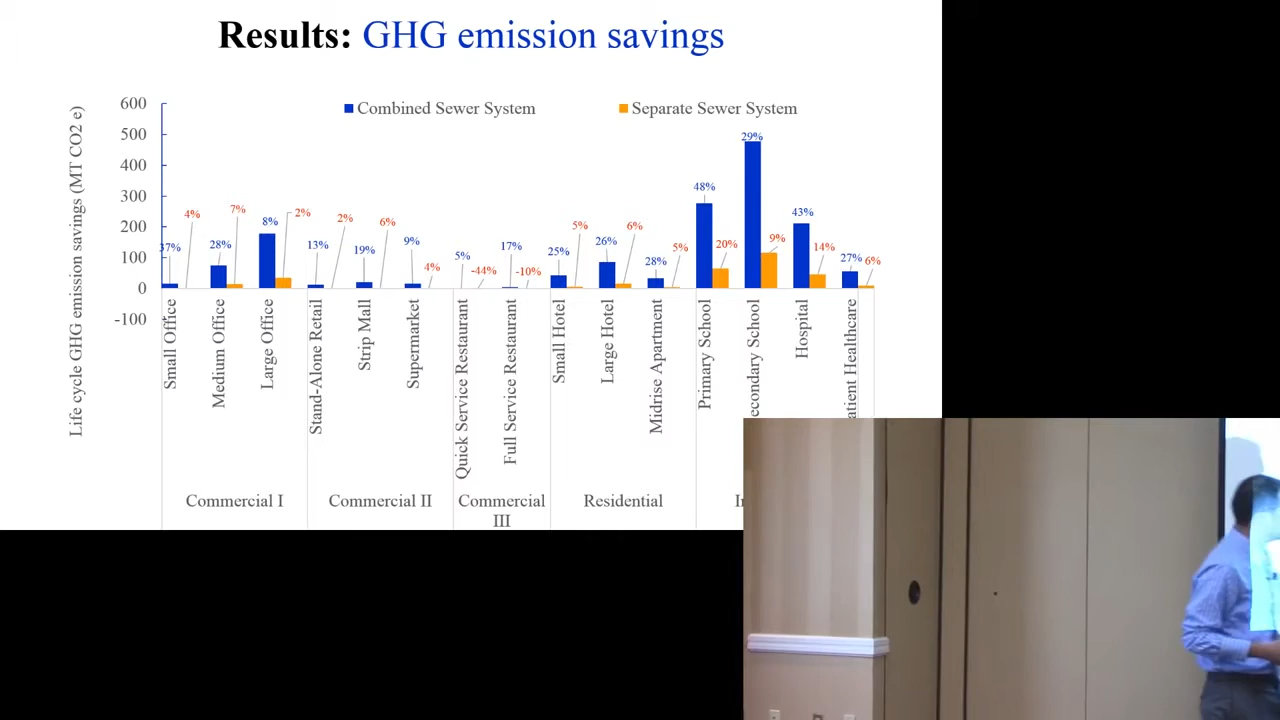 Results: GHG emission savings
Life cycle GHG emission savings (MT CO2 e)
Combined Sewer System
Separate Sewer System
600
500
400
300
200
100
0
-100
37%
4%
28%
7%
8%
2%
13%
2%
19%
6%
9%
4%
5%
-44%
17%
-10%
25%
5%
26%
6%
28%
5%
48%
20%
29%
9%
43%
14%
27%
6%
Small Office
Medium Office
Large Office
Stand-Alone Retail
Strip Mall
Supermarket
Quick Service Restaurant
Full Service Restaurant
Small Hotel
Large Hotel
Midrise Apartment
Primary School
econdary School
Hospital
atient Healthcare
Commercial I
Commercial II
Commercial
III
Residential